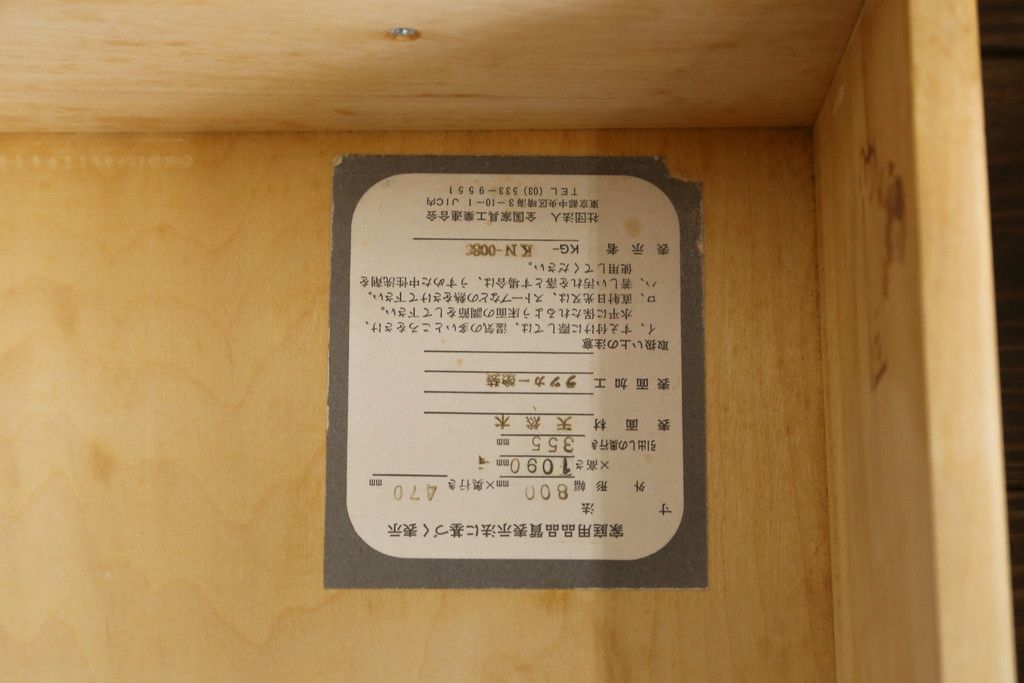 家庭用品品質表示法に基づく表示
寸法
外形 幅 800 mm×奥行き 470 mm
×高さ 1090 mm
引出しの奥行き 355 mm
表面材 天然木
表面加工 ラッカー塗装
取扱い上の注意
イ、すえ付けに際しては、湿気の多いところをさけ、
水平に保たれるよう床面の調節をして下さい。
ロ、直射日光又は、ストーブなどの熱をさけて下さい。
ハ、著しい汚れを落とす場合は、うすめた中性洗剤を
使用してください。
表示者 KG- KN-008
社団法人 全国家具工業連合会
東京都中央区晴海3-10-1 JIC内
TEL (03) 533-9551